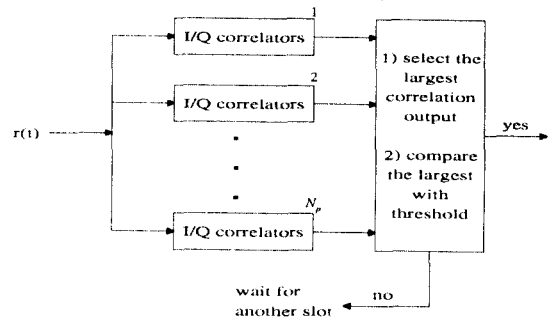 1
I/Q correlators
2
I/Q correlators
r(t)
N_p
I/Q correlators
1) select the
largest
correlation
output
2) compare
the largest
with
threshold
yes
no
wait for
another slot